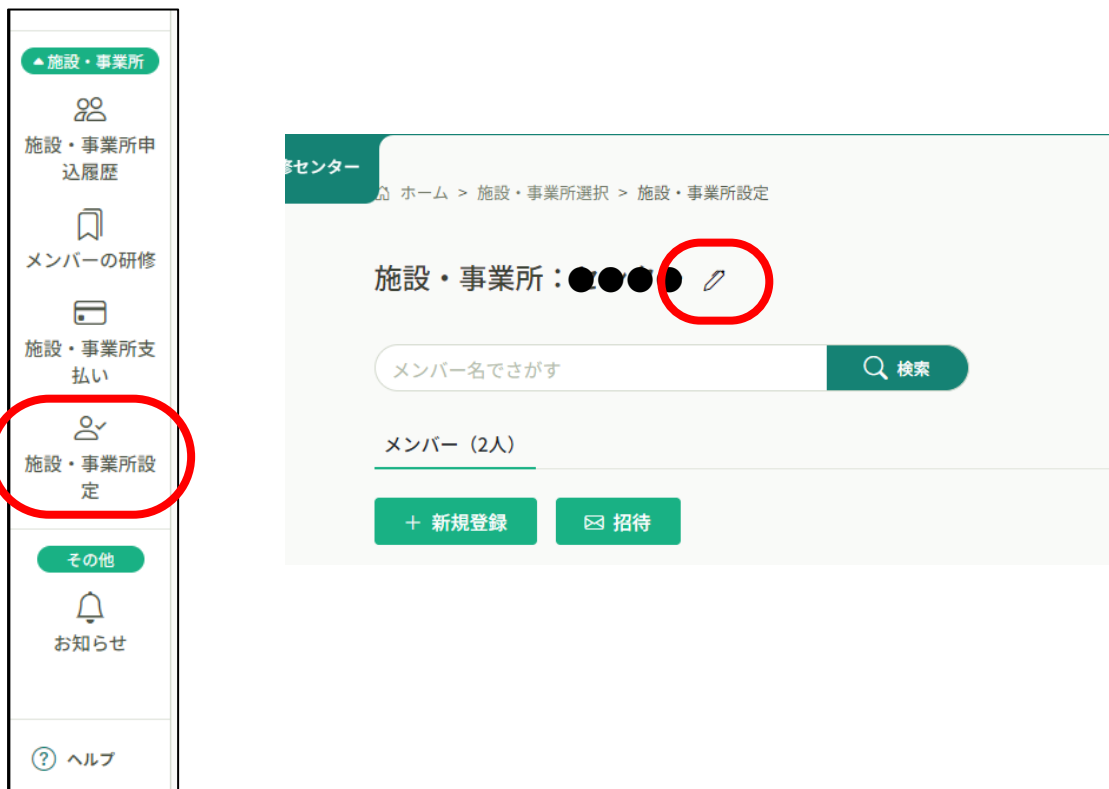 施設・事業所
施設・事業所申
込履歴
メンバーの研修
施設・事業所支
払い
施設・事業所設
定
その他
お知らせ
? ヘルプ
修センター
ホーム > 施設・事業所選択 > 施設・事業所設定
施設・事業所：
メンバー名でさがす
検索
メンバー（2人）
+ 新規登録
招待